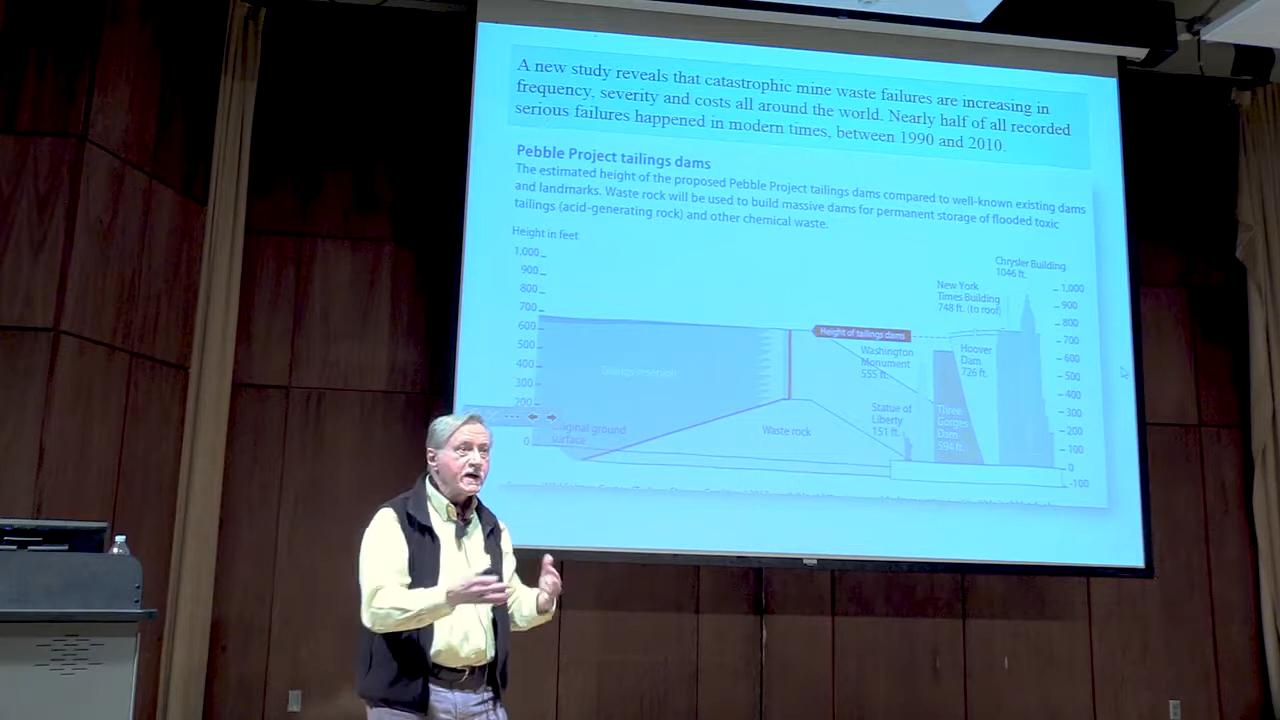 A new study reveals that catastrophic mine waste failures are increasing in
frequency, severity and costs all around the world. Nearly half of all recorded
serious failures happened in modern times, between 1990 and 2010.
Pebble Project tailings dams
The estimated height of the proposed Pebble Project tailings dams compared to well-known existing dams
and landmarks. Waste rock will be used to build massive dams for permanent storage of flooded toxic
tailings (acid-generating rock) and other chemical waste.
Height in feet
1,000
900
800
700
600
500
400
300
200
0
Tailings reservoir
Original ground
surface
Waste rock
Height of tailings dams
Washington
Monument
555 ft.
Statue of
Liberty
151 ft.
Three
Gorges
Dam
594 ft.
New York
Times Building
748 ft. (to roof)
Hoover
Dam
726 ft.
Chrysler Building
1046 ft.
1,000
900
800
700
600
500
400
300
200
100
0
-100